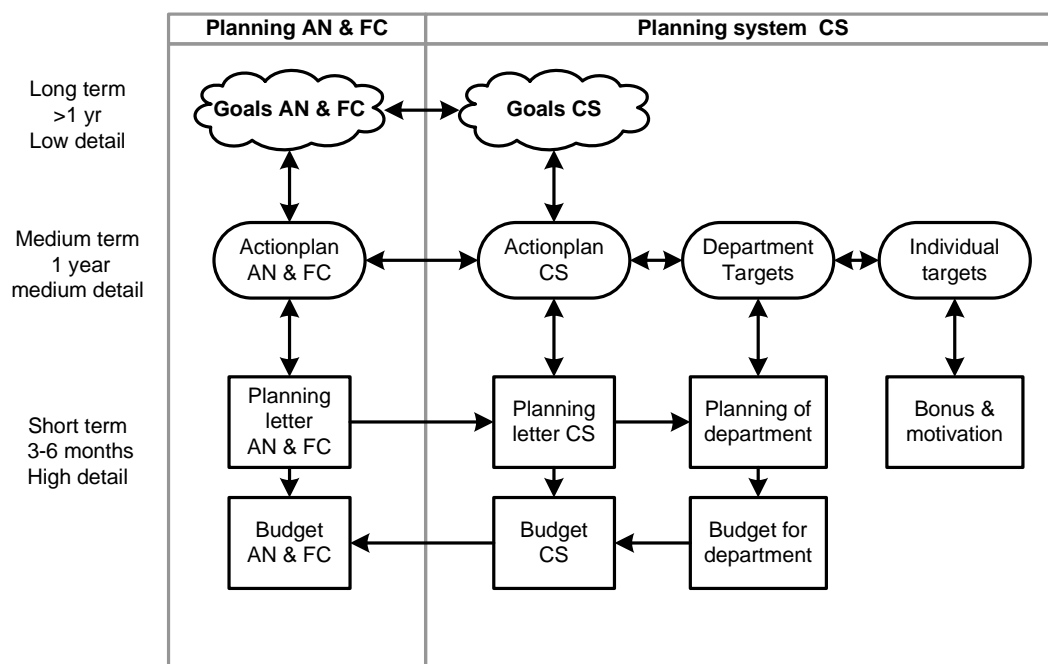 Planning AN & FC
Planning system  CS
Long term
>1 yr
Low detail
Goals AN & FC
Goals CS
Medium term
1 year
medium detail
Actionplan
AN & FC
Actionplan
CS
Department
Targets
Individual
targets
Short term
3-6 months
High detail
Planning
letter
AN & FC
Planning
letter CS
Planning of
department
Bonus &
motivation
Budget
AN & FC
Budget
CS
Budget for
department